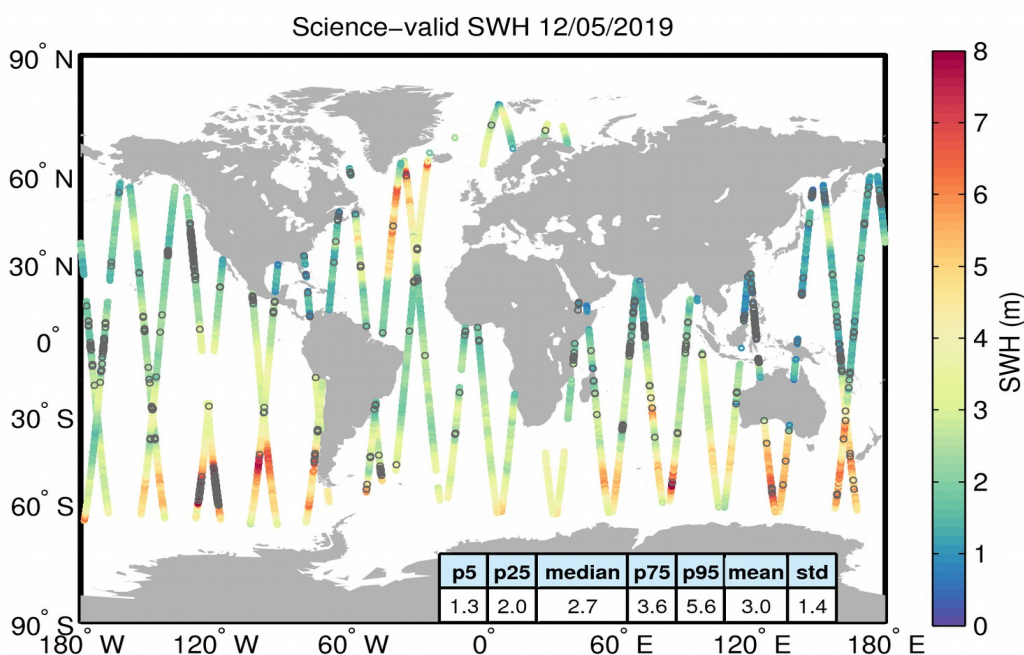 Science−valid SWH 12/05/2019
90° N
60° N
30° N
0°
30° S
60° S
90° S
180° W
120° W
60° W
0°
60° E
120° E
180° E
p5 p25 median p75 p95 mean std
1.3 2.0 2.7 3.6 5.6 3.0 1.4
8
7
6
5
4
3
2
1
0
SWH (m)